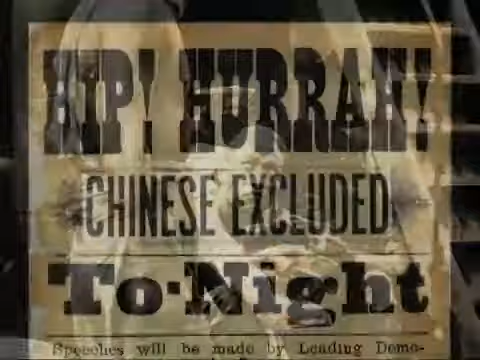 HIP! HURRAH!
CHINESE EXCLUDED
To-Night
Speeches will be made by Leading Demo-